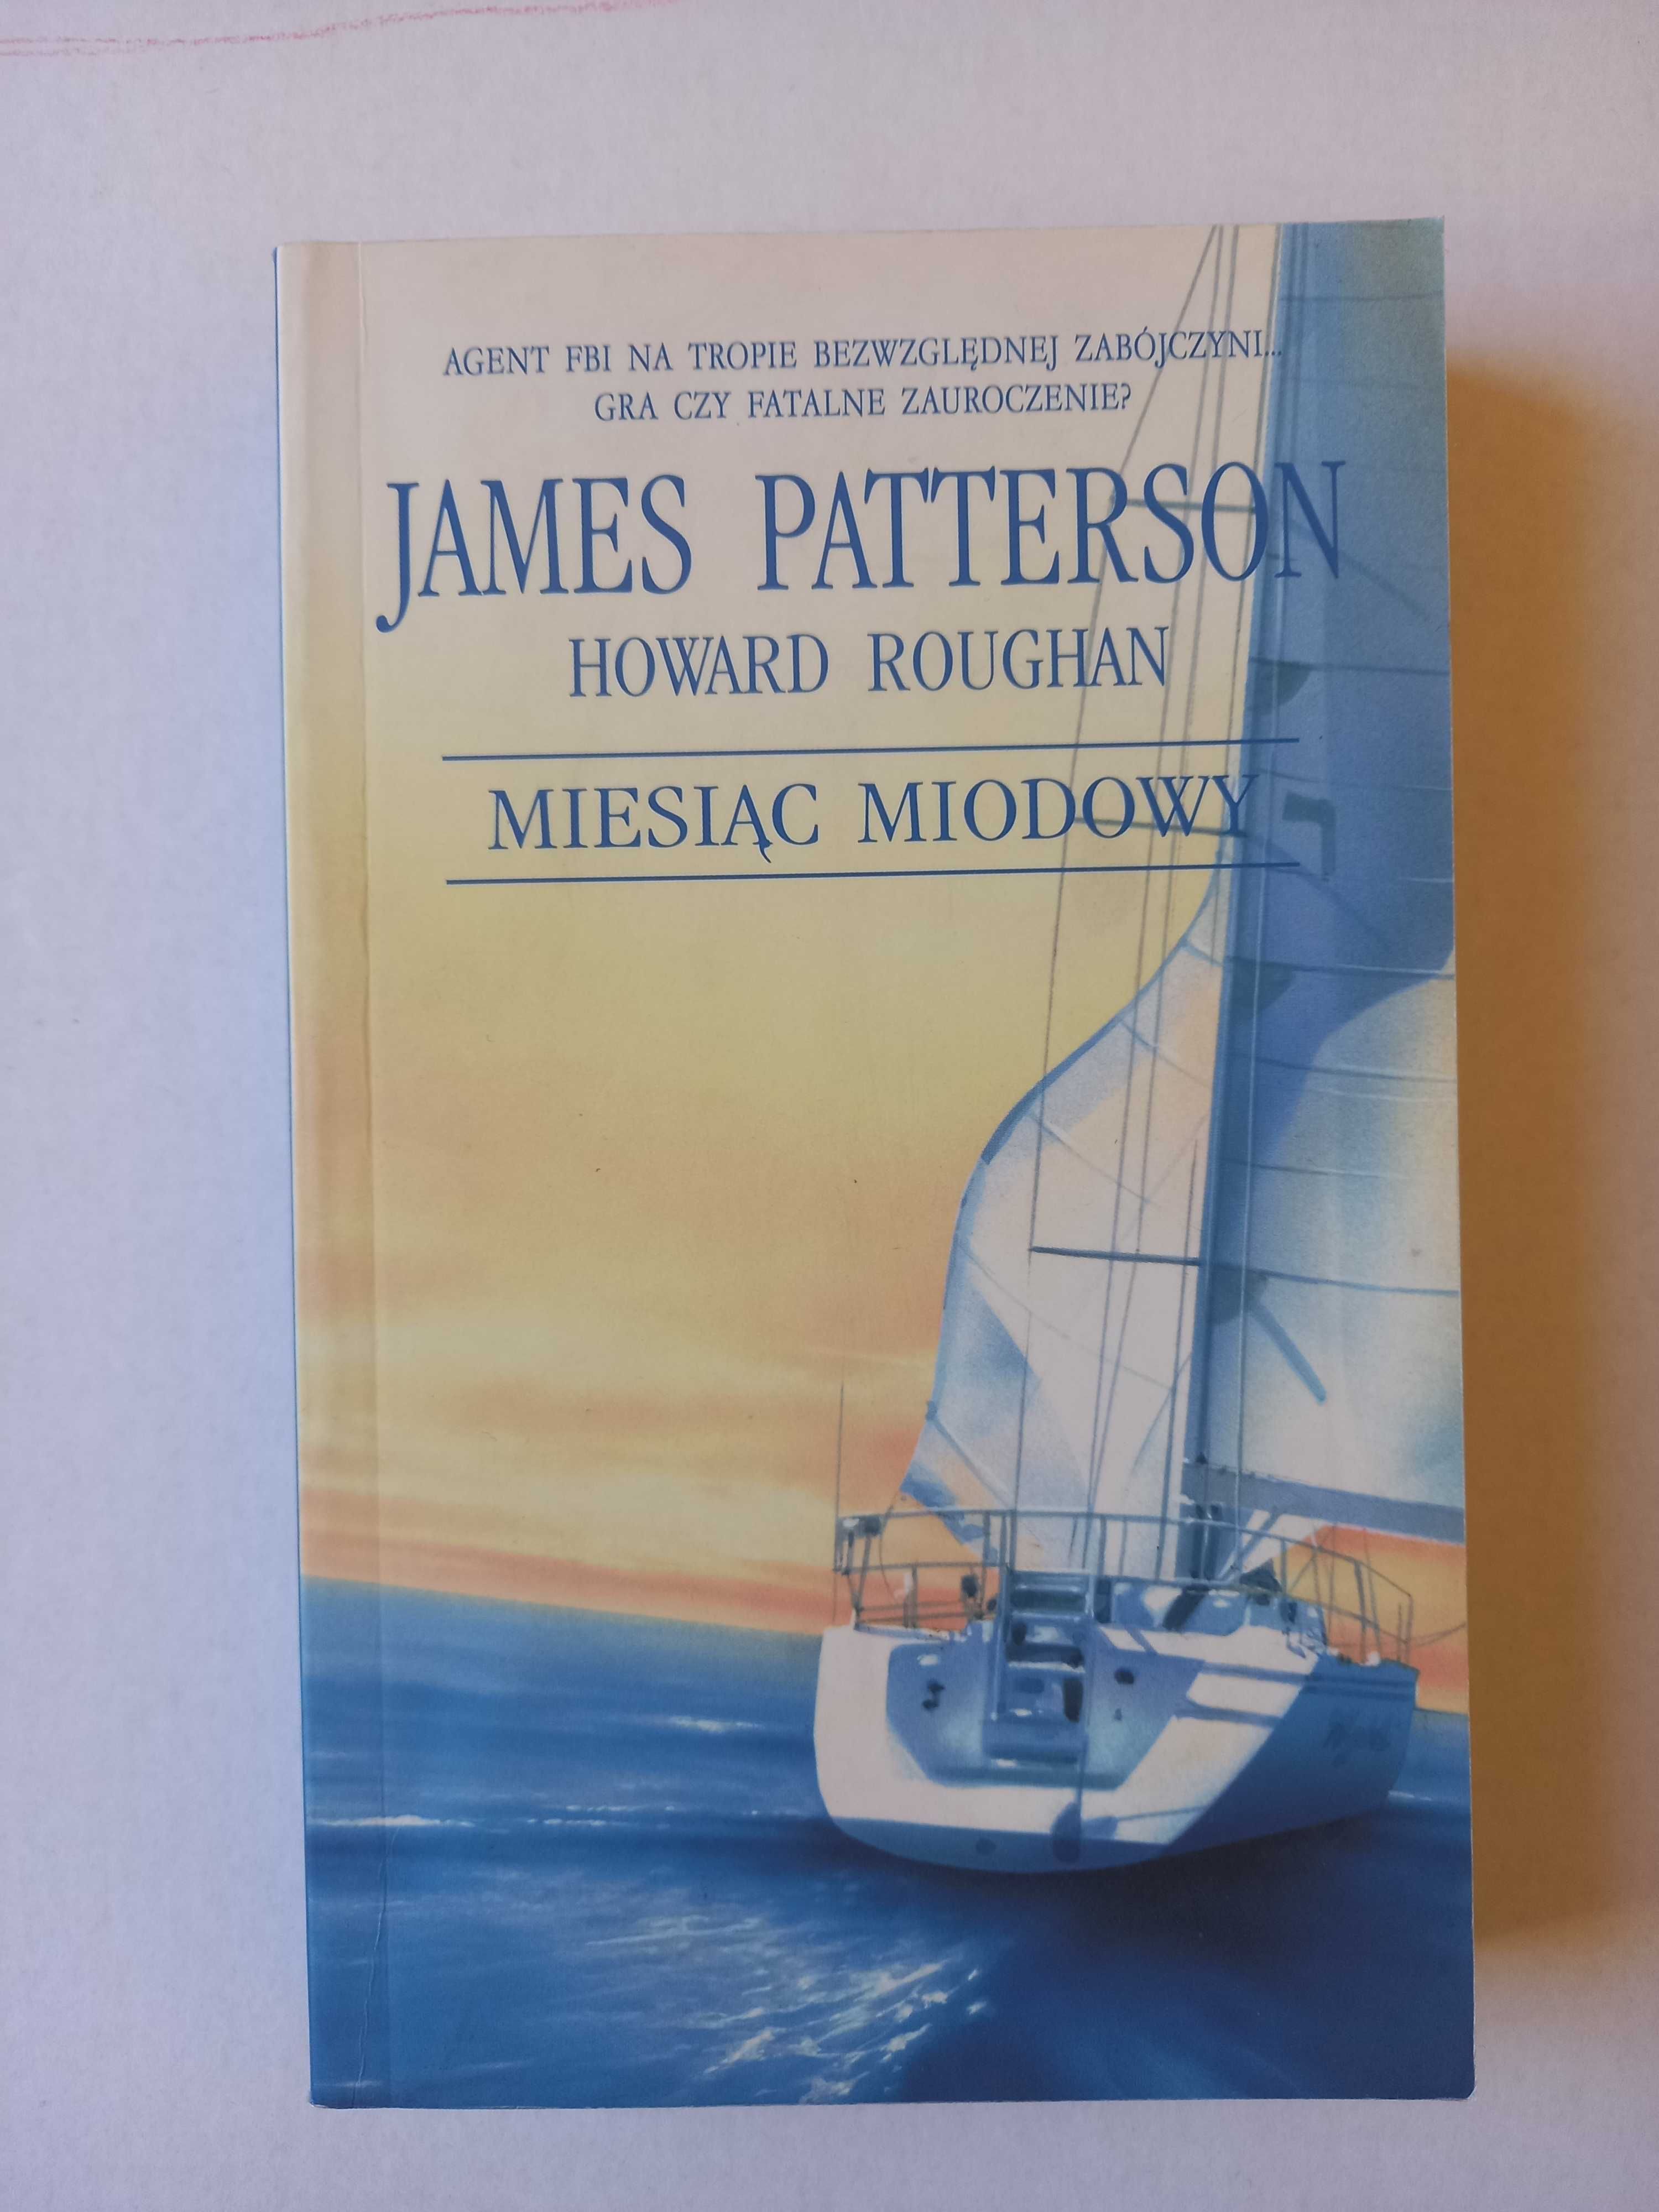 AGENT FBI NA TROPIE BEZWZGLĘDNEJ ZABÓJCZYNI...
GRA CZY FATALNE ZAUROCZENIE?
JAMES PATTERSON
HOWARD ROUGHAN
MIESIĄC MIODOWY